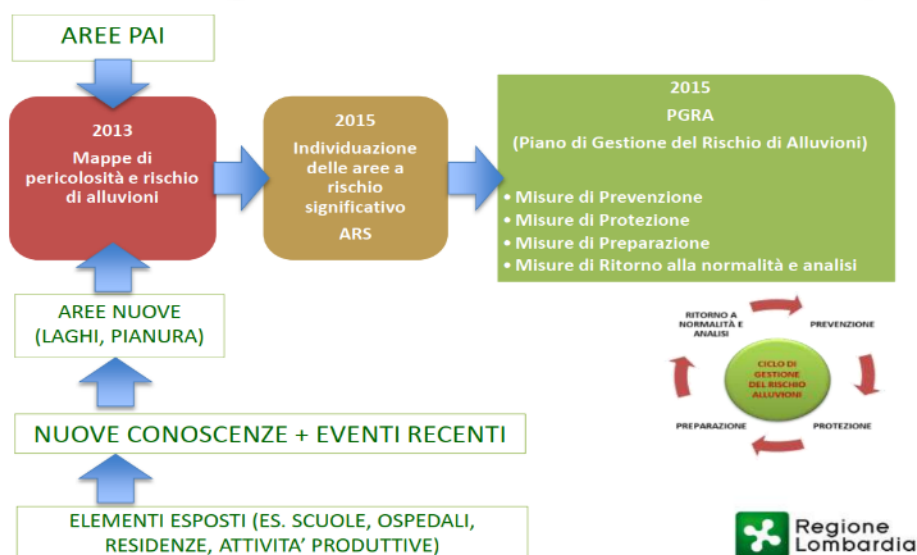 AREE PAI
2013
Mappe di
pericolosità e rischio
di alluvioni
2015
Individuazione
delle aree a
rischio
significativo
ARS
2015
PGRA
(Piano di Gestione del Rischio di Alluvioni)
• Misure di Prevenzione
• Misure di Protezione
• Misure di Preparazione
• Misure di Ritorno alla normalità e analisi
AREE NUOVE
(LAGHI, PIANURA)
NUOVE CONOSCENZE + EVENTI RECENTI
ELEMENTI ESPOSTI (ES. SCUOLE, OSPEDALI,
RESIDENZE, ATTIVITA’ PRODUTTIVE)
RITORNO A
NORMALITÀ E
ANALISI
PREVENZIONE
CICLO DI
GESTIONE
DEL RISCHIO
ALLUVIONI
PREPARAZIONE
PROTEZIONE
Regione
Lombardia